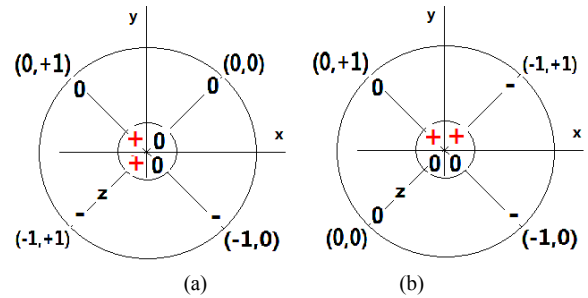 y y
(0,+1) (0,0) (0,+1) (-1,+1)
0 0 0 -
+ 0 + + x
+ 0 0 0 x
z z
- - 0 -
(-1,+1) (-1,0) (0,0) (-1,0)
(a) (b)